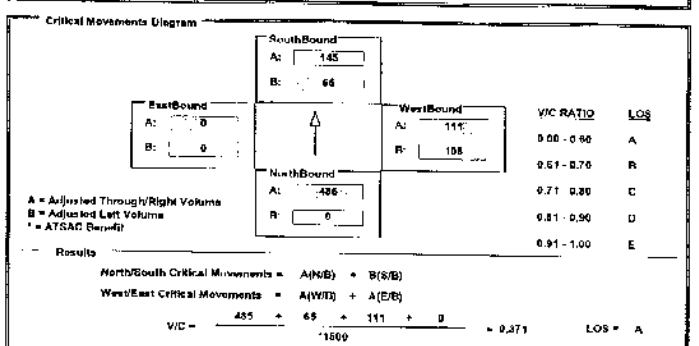 Critical Movements Diagram
SouthBound
A: 145
B: 65
EastBound
A: 0
B: 0
WestBound
A: 111
B: 108
NorthBound
A: 486
B: 0
V/C RATIO LOS
0.00 - 0.60 A
0.61 - 0.70 B
0.71 - 0.80 C
0.81 - 0.90 D
0.91 - 1.00 E
A = Adjusted Through/Right Volume
B = Adjusted Left Volume
* = ATSAC Benefit
Results
North/South Critical Movements = A(N/B) + B(S/B)
West/East Critical Movements = A(W/B) + A(E/B)
V/C = 485 + 65 + 111 + 0 = 0.371 LOS = A
*1500